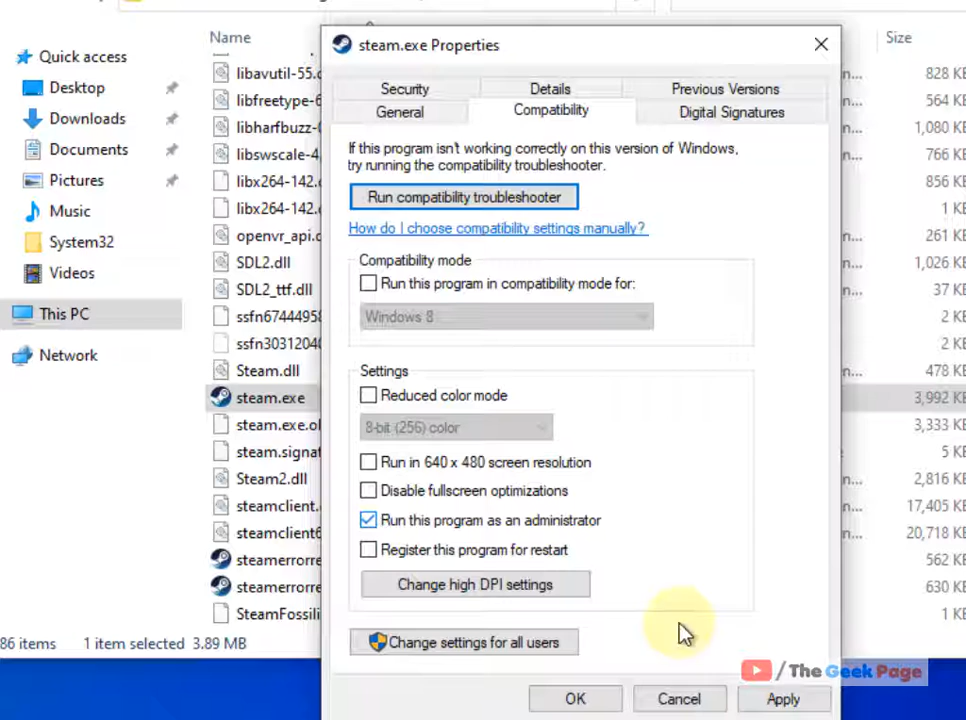 Name
Size
Quick access
Desktop
Downloads
Documents
Pictures
Music
System32
Videos
This PC
Network
libavutil-55.
libfreetype-6
libharfbuzz-0
libswscale-4.
libx264-142.
libx264-142.
openvr_api.d
SDL2.dll
SDL2_ttf.dll
ssfn67444958
ssfn30312040
Steam.dll
steam.exe
steam.exe.ol
steam.signat
Steam2.dll
steamclient.
steamclient6
steamerrorre
steamerrorre
SteamFossili
86 items 1 item selected 3.89 MB
steam.exe Properties
Security Details Previous Versions
General Compatibility Digital Signatures
If this program isn't working correctly on this version of Windows,
try running the compatibility troubleshooter.
Run compatibility troubleshooter
How do I choose compatibility settings manually?
Compatibility mode
Run this program in compatibility mode for:
Windows 8
Settings
Reduced color mode
8-bit (256) color
Run in 640 x 480 screen resolution
Disable fullscreen optimizations
Run this program as an administrator
Register this program for restart
Change high DPI settings
Change settings for all users
OK Cancel Apply
n... 828 KB
n... 564 KB
n... 1,080 KB
n... 766 KB
856 KB
1 KB
n... 261 KB
n... 1,026 KB
n... 37 KB
2 KB
2 KB
n... 478 KB
3,992 KB
3,333 KB
5 KB
n... 2,816 KB
n... 17,405 KB
n... 20,718 KB
562 KB
630 KB
1 KB
/ The Geek Page